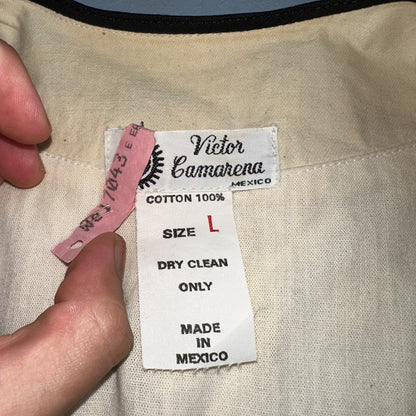 Victor
Camarena
MEXICO
COTTON 100%
SIZE L
DRY CLEAN
ONLY
MADE
IN
MEXICO